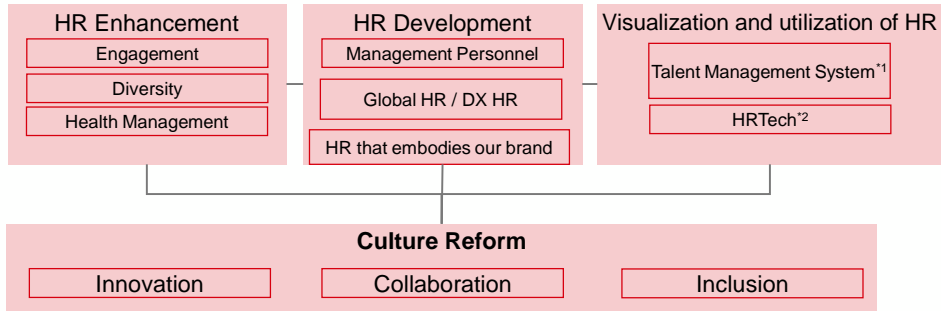 HR Enhancement
Engagement
Diversity
Health Management
HR Development
Management Personnel
Global HR / DX HR
HR that embodies our brand
Visualization and utilization of HR
Talent Management System*1
HRTech*2
Culture Reform
Innovation
Collaboration
Inclusion